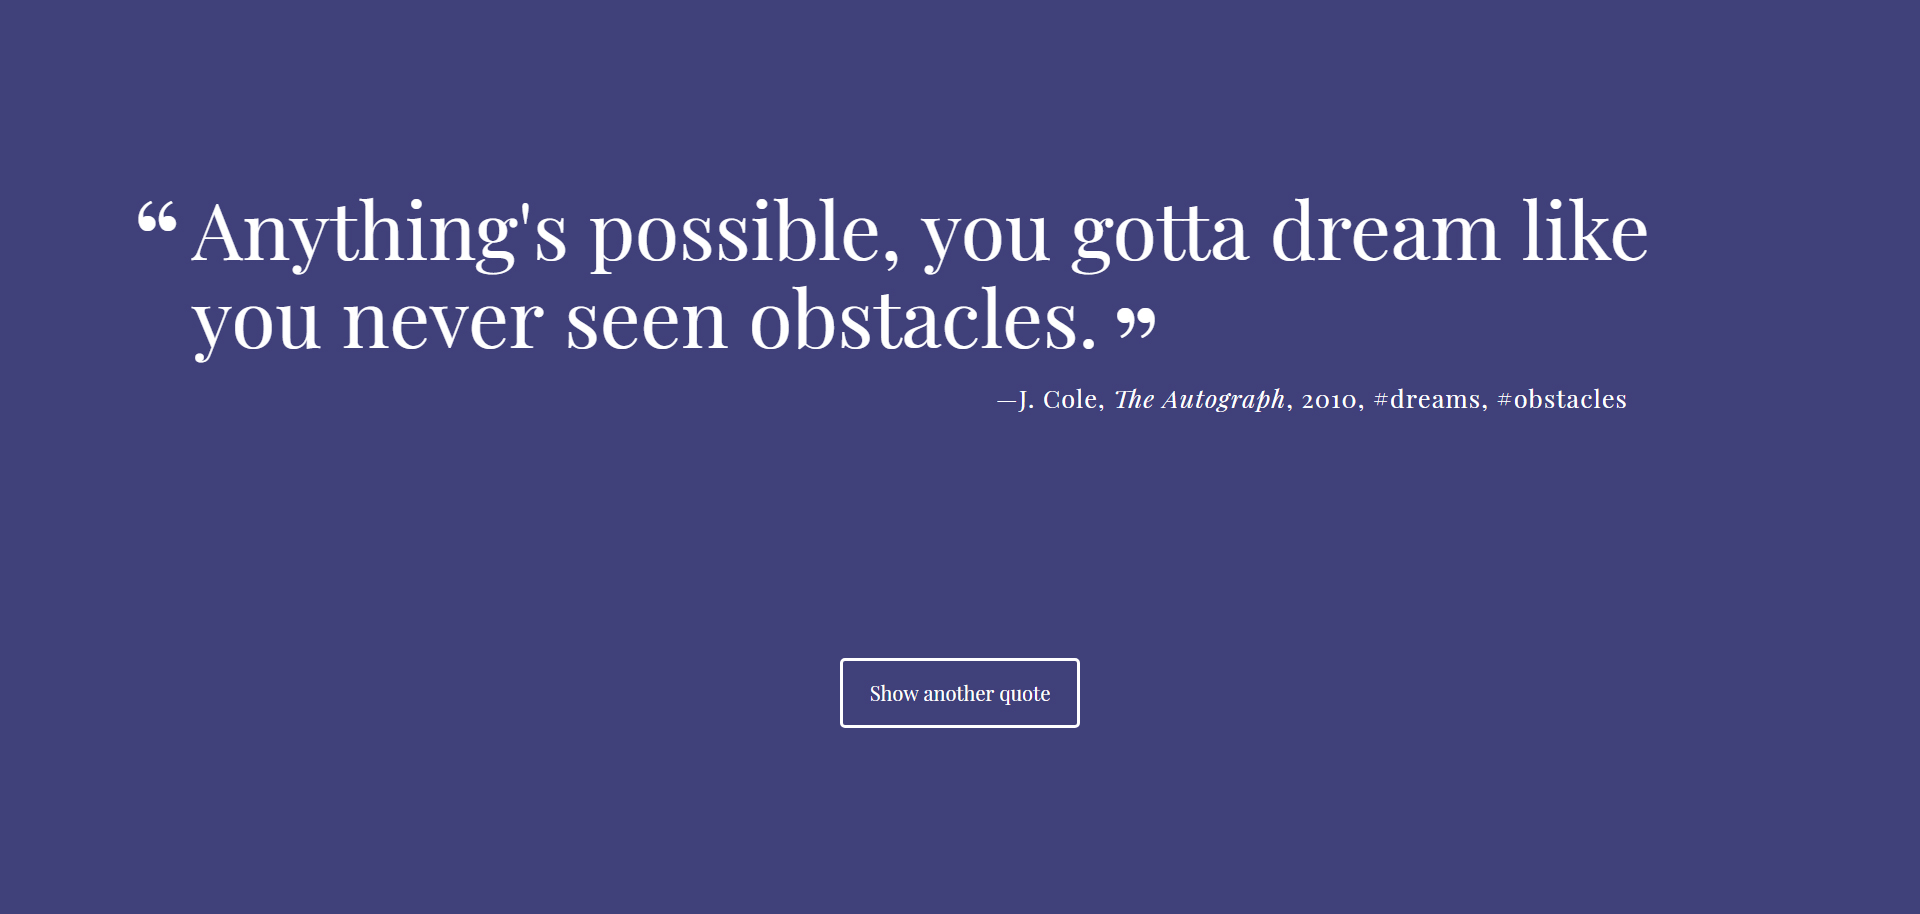 “Anything's possible, you gotta dream like
you never seen obstacles.”
—J. Cole, The Autograph, 2010, #dreams, #obstacles
Show another quote